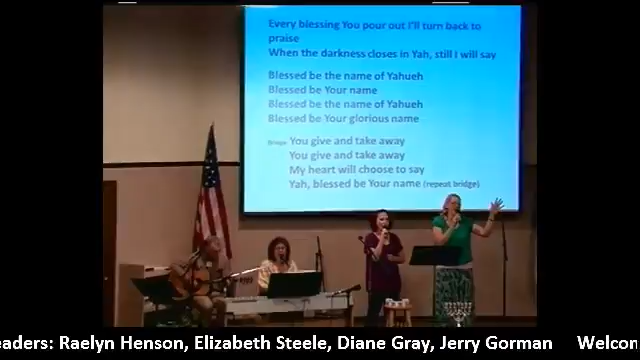 Every blessing You pour out I'll turn back to
praise
When the darkness closes in Yah, still I will say
Blessed be the name of Yahueh
Blessed be Your name
Blessed be the name of Yahueh
Blessed be Your glorious name
Bridge: You give and take away
You give and take away
My heart will choose to say
Yah, blessed be Your name (repeat bridge)
eaders: Raelyn Henson, Elizabeth Steele, Diane Gray, Jerry Gorman Welcon